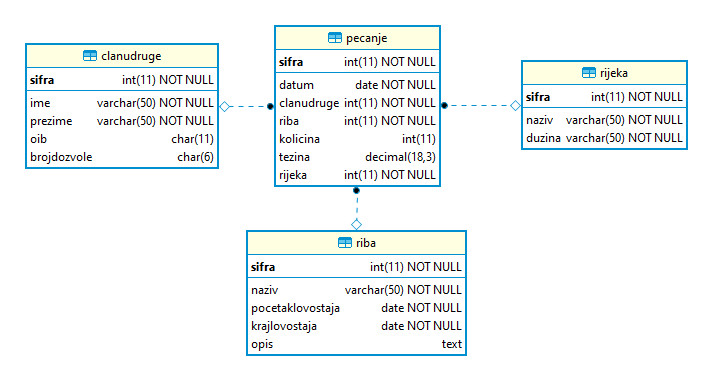 clanudruge
sifra int(11) NOT NULL
ime varchar(50) NOT NULL
prezime varchar(50) NOT NULL
oib char(11)
brojdozvole char(6)
pecanje
sifra int(11) NOT NULL
datum date NOT NULL
clanudruge int(11) NOT NULL
riba int(11) NOT NULL
kolicina int(11)
tezina decimal(18,3)
rijeka int(11) NOT NULL
rijeka
sifra int(11) NOT NULL
naziv varchar(50) NOT NULL
duzina varchar(50) NOT NULL
riba
sifra int(11) NOT NULL
naziv varchar(50) NOT NULL
pocetaklovostaja date NOT NULL
krajlovostaja date NOT NULL
opis text